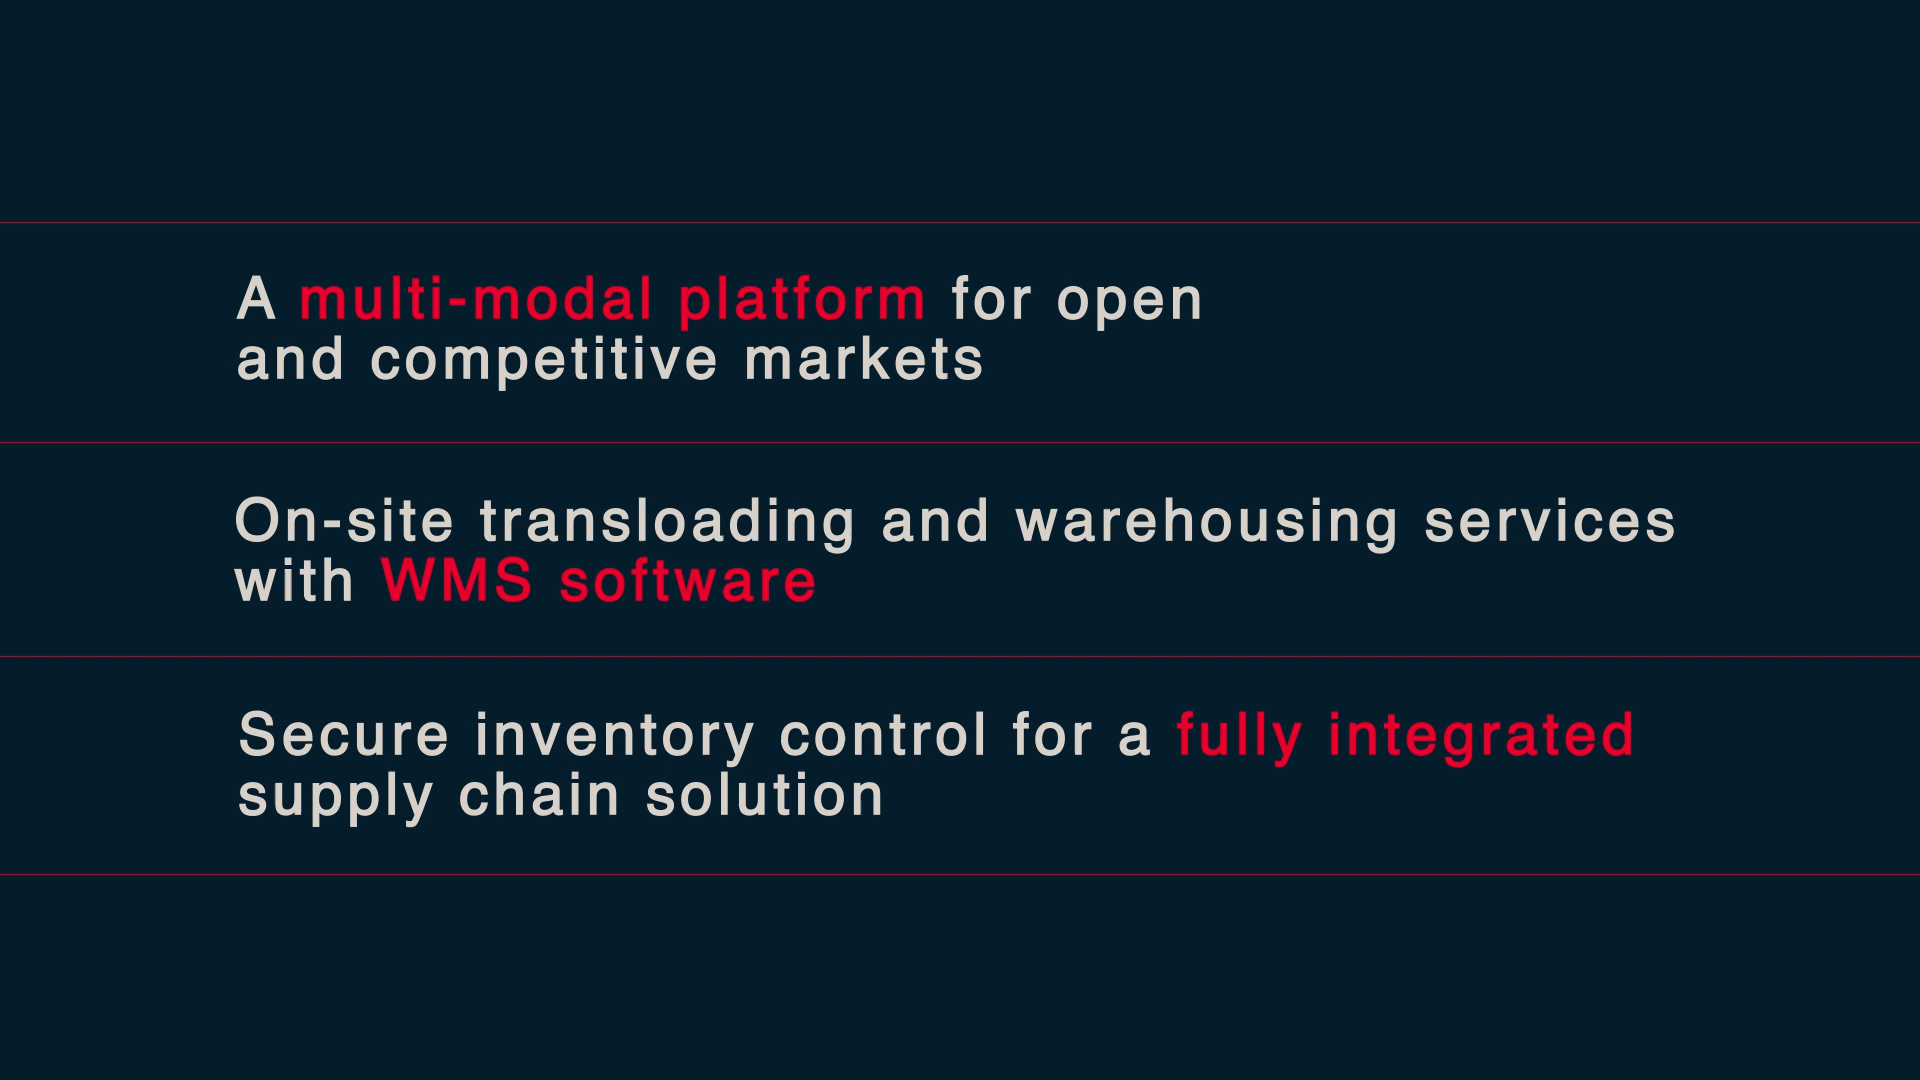 A multi-modal platform for open
and competitive markets
On-site transloading and warehousing services
with WMS software
Secure inventory control for a fully integrated
supply chain solution